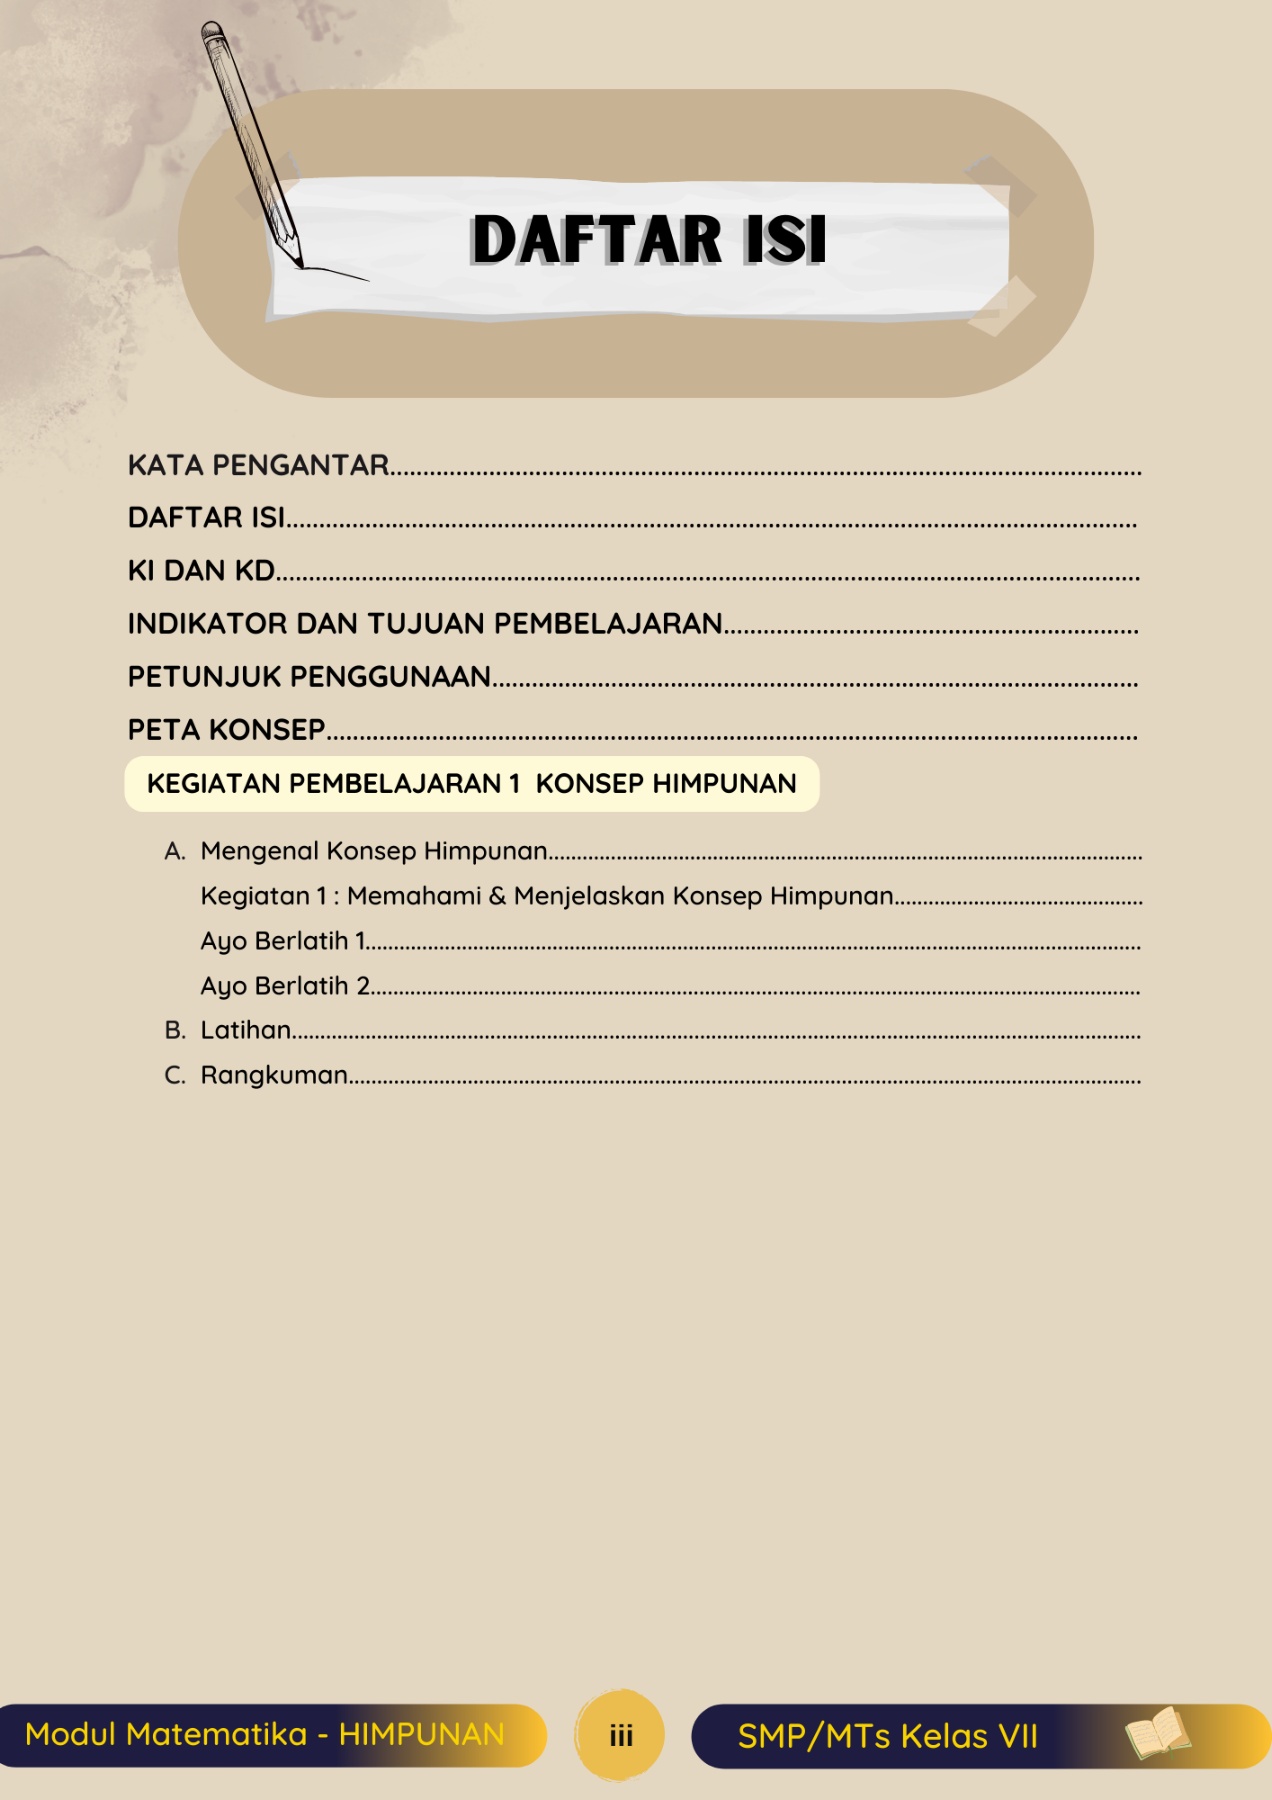 DAFTAR ISI
KATA PENGANTAR..........................................................................................................
DAFTAR ISI..........................................................................................................
KI DAN KD..........................................................................................................
INDIKATOR DAN TUJUAN PEMBELAJARAN..........................................................
PETUNJUK PENGGUNAAN..........................................................................................
PETA KONSEP..........................................................................................................
KEGIATAN PEMBELAJARAN 1 KONSEP HIMPUNAN
A. Mengenal Konsep Himpunan..........................................................................................
Kegiatan 1 : Memahami & Menjelaskan Konsep Himpunan..........................................
Ayo Berlatih 1..........................................................................................................
Ayo Berlatih 2..........................................................................................................
B. Latihan..........................................................................................................
C. Rangkuman..........................................................................................................
Modul Matematika - HIMPUNAN
iii
SMP/MTs Kelas VII